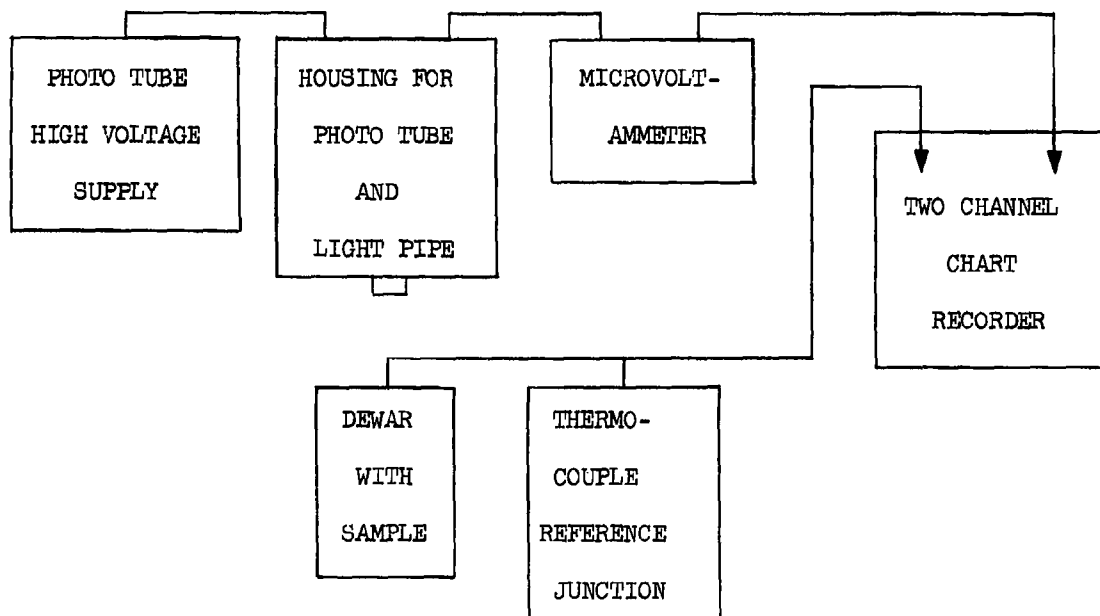 PHOTO TUBE
HIGH VOLTAGE
SUPPLY
HOUSING FOR
PHOTO TUBE
AND
LIGHT PIPE
MICROVOLT-
AMMETER
TWO CHANNEL
CHART
RECORDER
DEWAR
WITH
SAMPLE
THERMO-
COUPLE
REFERENCE
JUNCTION